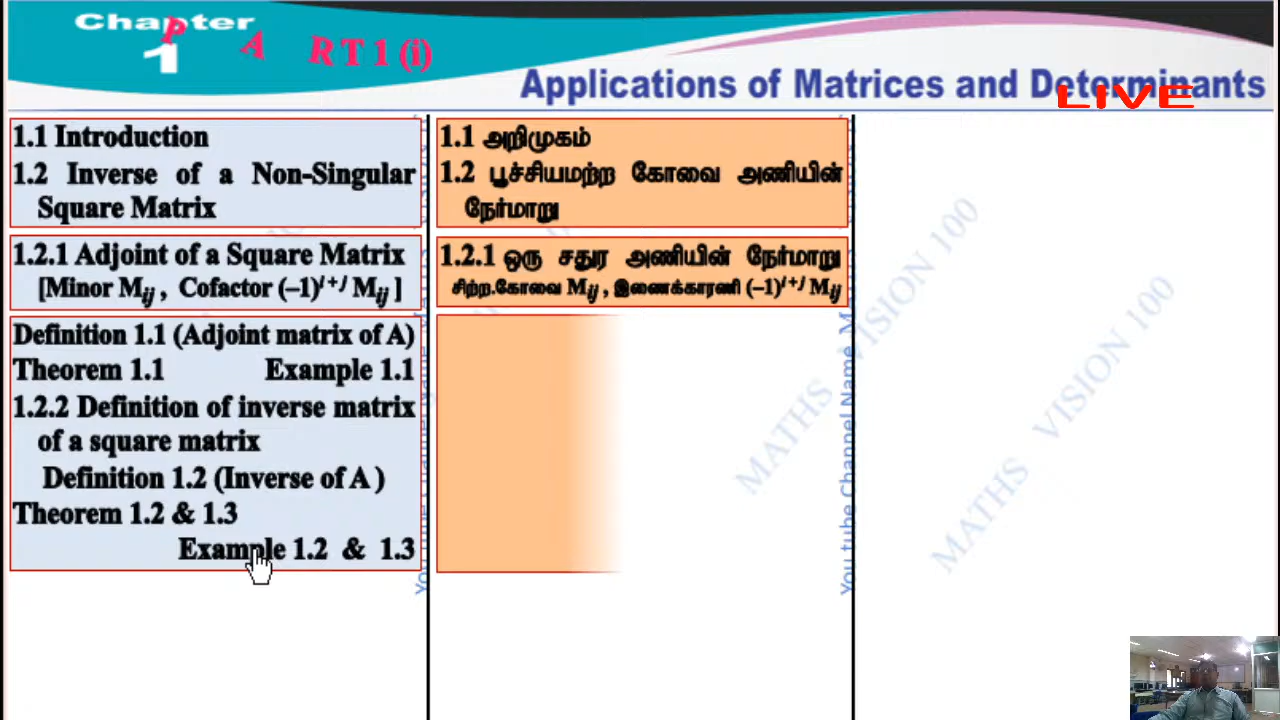 Chapter
1
P A R T 1 (i)
Applications of Matrices and Determinants
LIVE
1.1 Introduction
1.2 Inverse of a Non-Singular
Square Matrix
1.2.1 Adjoint of a Square Matrix
[Minor Mij , Cofactor (–1)i+j Mij ]
Definition 1.1 (Adjoint matrix of A)
Theorem 1.1 Example 1.1
1.2.2 Definition of inverse matrix
of a square matrix
Definition 1.2 (Inverse of A )
Theorem 1.2 & 1.3
Example 1.2 & 1.3
1.1 அறிமுகம்
1.2 பூச்சியமற்ற கோவை அணியின்
நேர்மாறு
1.2.1 ஒரு சதுர அணியின் நேர்மாறு
சிற்ற.கோவை Mij , இணைக்காரணி (–1)i+j Mij
You tube Channel Name M
MATHS VISION 100
MATHS VISION 100